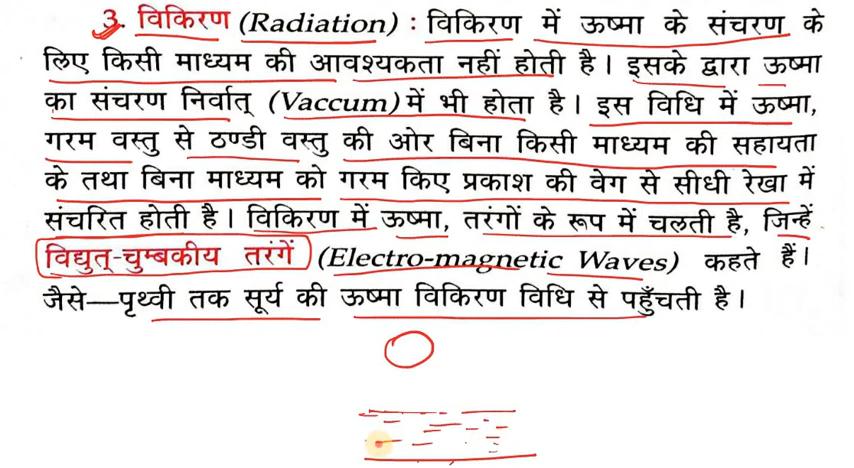 3. विकिरण (Radiation) : विकिरण में ऊष्मा के संचरण के
लिए किसी माध्यम की आवश्यकता नहीं होती है। इसके द्वारा ऊष्मा
का संचरण निर्वात् (Vaccum) में भी होता है। इस विधि में ऊष्मा,
गरम वस्तु से ठण्डी वस्तु की ओर बिना किसी माध्यम की सहायता
के तथा बिना माध्यम को गरम किए प्रकाश की वेग से सीधी रेखा में
संचरित होती है। विकिरण में ऊष्मा, तरंगों के रूप में चलती है, जिन्हें
विद्युत्-चुम्बकीय तरंगें (Electro-magnetic Waves) कहते हैं।
जैसे—पृथ्वी तक सूर्य की ऊष्मा विकिरण विधि से पहुँचती है।